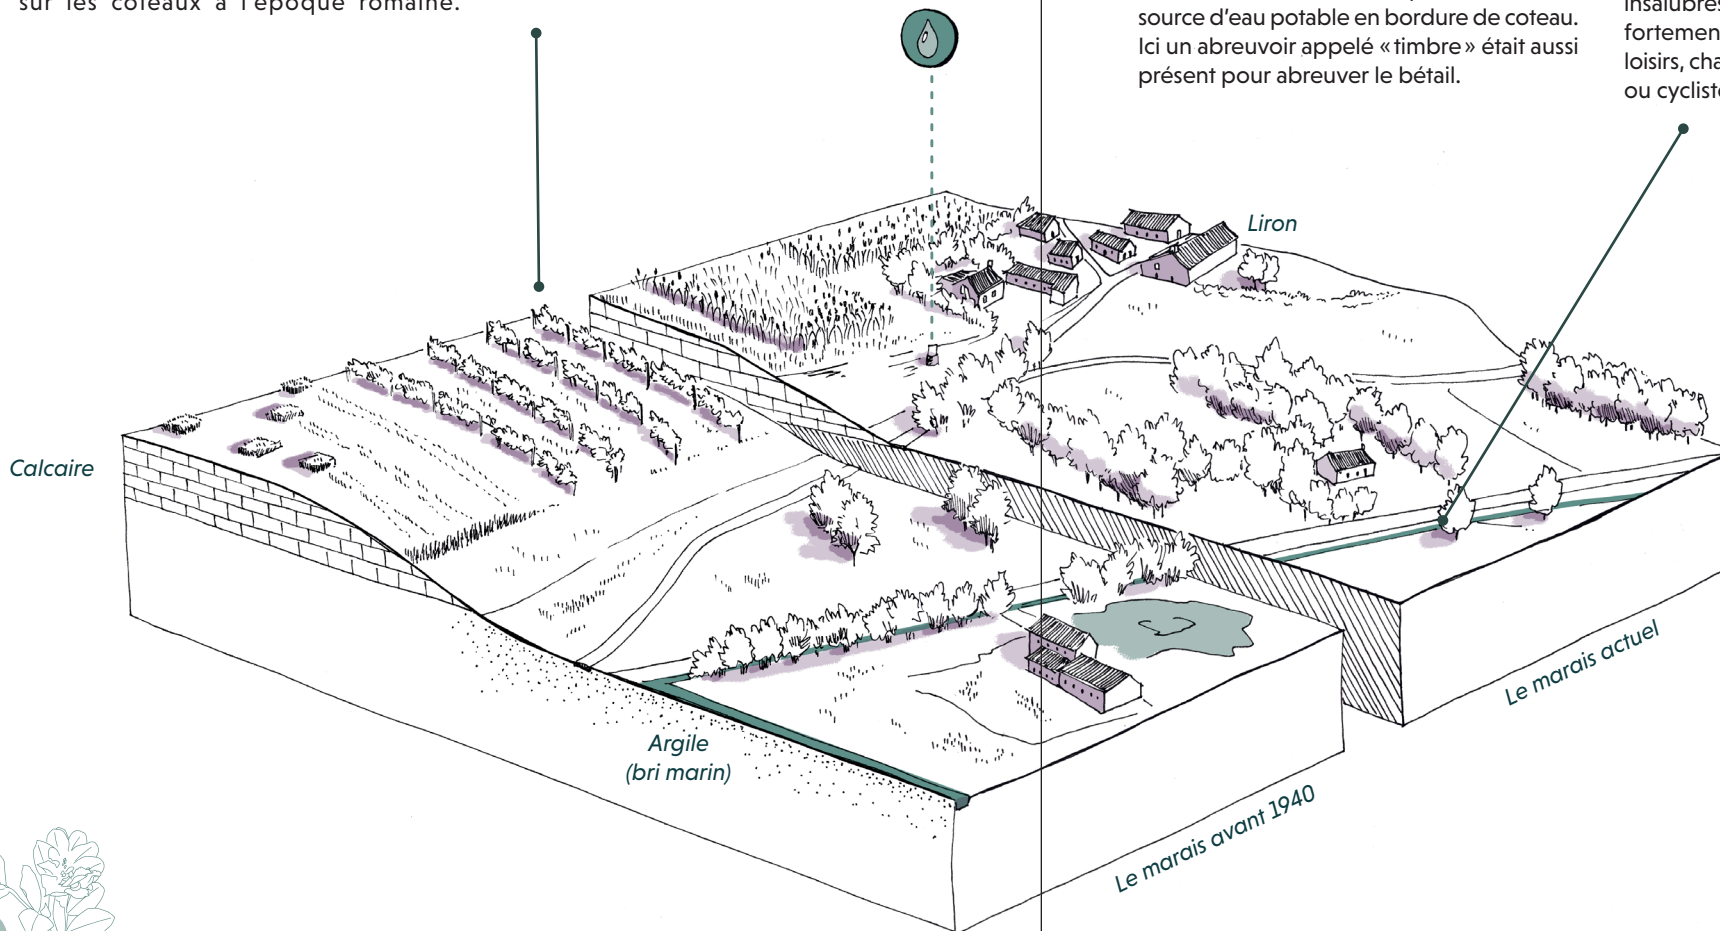 sur les coteaux à l'époque romaine.
source d'eau potable en bordure de coteau.
Ici un abreuvoir appelé « timbre » était aussi
présent pour abreuver le bétail.
insalubres
fortemen
loisirs, cha
ou cycliste
Liron
Calcaire
Argile
(bri marin)
Le marais actuel
Le marais avant 1940